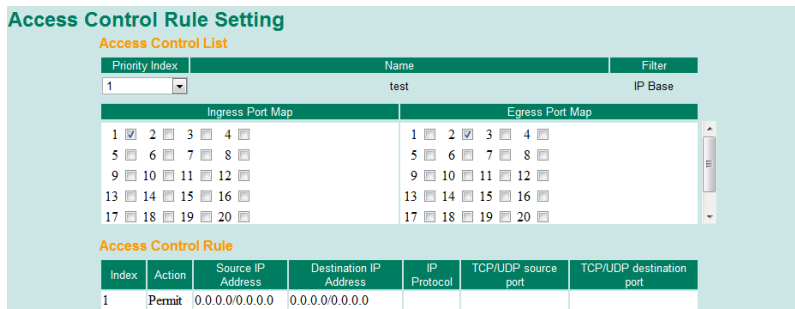 Access Control Rule Setting
Access Control List
Priority Index Name Filter
1 test IP Base
Ingress Port Map Egress Port Map
1 2 3 4 1 2 3 4
5 6 7 8 5 6 7 8
9 10 11 12 9 10 11 12
13 14 15 16 13 14 15 16
17 18 19 20 17 18 19 20
Access Control Rule
Index Action Source IP Address Destination IP Address IP Protocol TCP/UDP source port TCP/UDP destination port
1 Permit 0.0.0.0/0.0.0.0 0.0.0.0/0.0.0.0